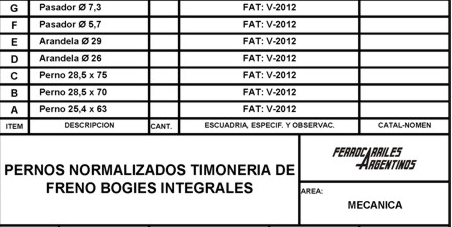 G Pasador Ø 7,3 FAT: V-2012
F Pasador Ø 5,7 FAT: V-2012
E Arandela Ø 29 FAT: V-2012
D Arandela Ø 26 FAT: V-2012
C Perno 28,5 x 75 FAT: V-2012
B Perno 28,5 x 70 FAT: V-2012
A Perno 25,4 x 63 FAT: V-2012
ITEM DESCRIPCION CANT. ESCUADRIA, ESPECIF. Y OBSERVAC. CATAL-NOMEN
PERNOS NORMALIZADOS TIMONERIA DE
FRENO BOGIES INTEGRALES
FERROCARRILES
ARGENTINOS
AREA:
MECANICA